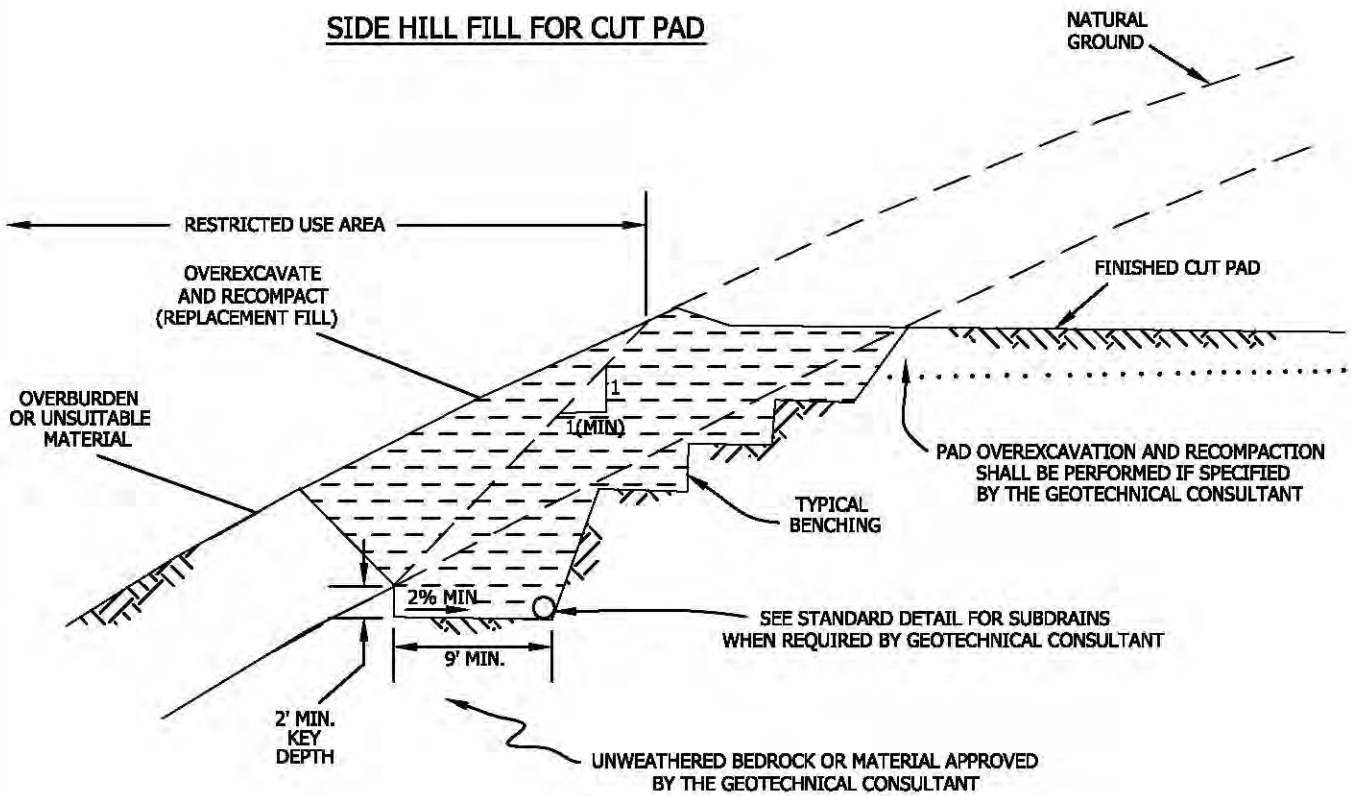 SIDE HILL FILL FOR CUT PAD
NATURAL
GROUND
RESTRICTED USE AREA
OVEREXCAVATE
AND RECOMPACT
(REPLACEMENT FILL)
FINISHED CUT PAD
OVERBURDEN
OR UNSUITABLE
MATERIAL
1
1(MIN)
PAD OVEREXCAVATION AND RECOMPACTION
SHALL BE PERFORMED IF SPECIFIED
BY THE GEOTECHNICAL CONSULTANT
TYPICAL
BENCHING
2% MIN
SEE STANDARD DETAIL FOR SUBDRAINS
WHEN REQUIRED BY GEOTECHNICAL CONSULTANT
9' MIN.
2' MIN.
KEY
DEPTH
UNWEATHERED BEDROCK OR MATERIAL APPROVED
BY THE GEOTECHNICAL CONSULTANT